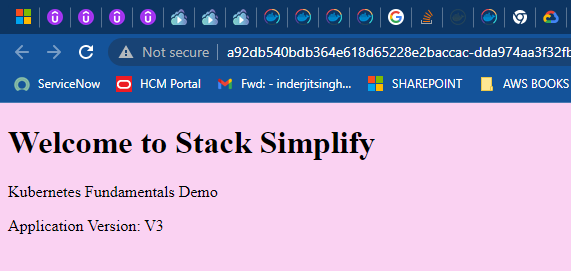 Not secure
a92db540bdb364e618d65228e2baccac-dda974aa3f32fb
ServiceNow
HCM Portal
Fwd: - inderjitsingh...
SHAREPOINT
AWS BOOKS
Welcome to Stack Simplify
Kubernetes Fundamentals Demo
Application Version: V3